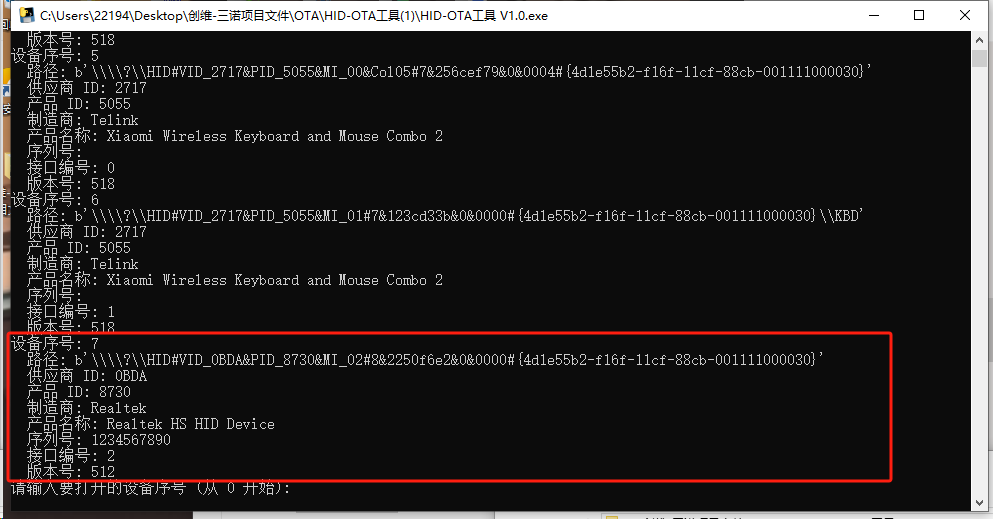 C:\Users\22194\Desktop\创维-三诺项目文件\OTA\HID-OTA工具(1)\HID-OTA工具 V1.0.exe
版本号: 518
设备序号: 5
路径: b'\\\\?\\HID#VID_2717&PID_5055&MI_00&Col05#7&256cef79&0&0004#{4d1e55b2-f16f-11cf-88cb-001111000030}'
供应商 ID: 2717
产品 ID: 5055
制造商: Telink
产品名称: Xiaomi Wireless Keyboard and Mouse Combo 2
序列号:
接口编号: 0
版本号: 518
设备序号: 6
路径: b'\\\\?\\HID#VID_2717&PID_5055&MI_01#7&123cd33b&0&0000#{4d1e55b2-f16f-11cf-88cb-001111000030}\\KBD'
供应商 ID: 2717
产品 ID: 5055
制造商: Telink
产品名称: Xiaomi Wireless Keyboard and Mouse Combo 2
序列号:
接口编号: 1
版本号: 518
设备序号: 7
路径: b'\\\\?\\HID#VID_0BDA&PID_8730&MI_02#8&2250f6e2&0&0000#{4d1e55b2-f16f-11cf-88cb-001111000030}'
供应商 ID: 0BDA
产品 ID: 8730
制造商: Realtek
产品名称: Realtek HS HID Device
序列号: 1234567890
接口编号: 2
版本号: 512
请输入要打开的设备序号 (从 0 开始):